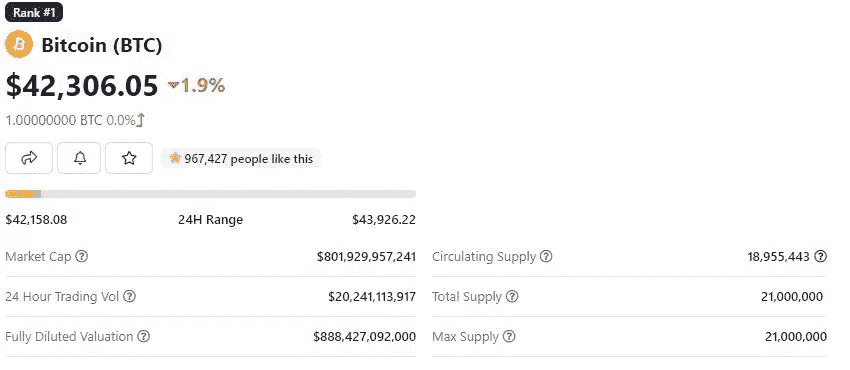 Rank #1
Bitcoin (BTC)
$42,306.05 1.9%
1.00000000 BTC 0.0%
967,427 people like this
$42,158.08 24H Range $43,926.22
Market Cap ? $801,929,957,241 Circulating Supply ? 18,955,443 ?
24 Hour Trading Vol ? $20,241,113,917 Total Supply ? 21,000,000
Fully Diluted Valuation ? $888,427,092,000 Max Supply ? 21,000,000